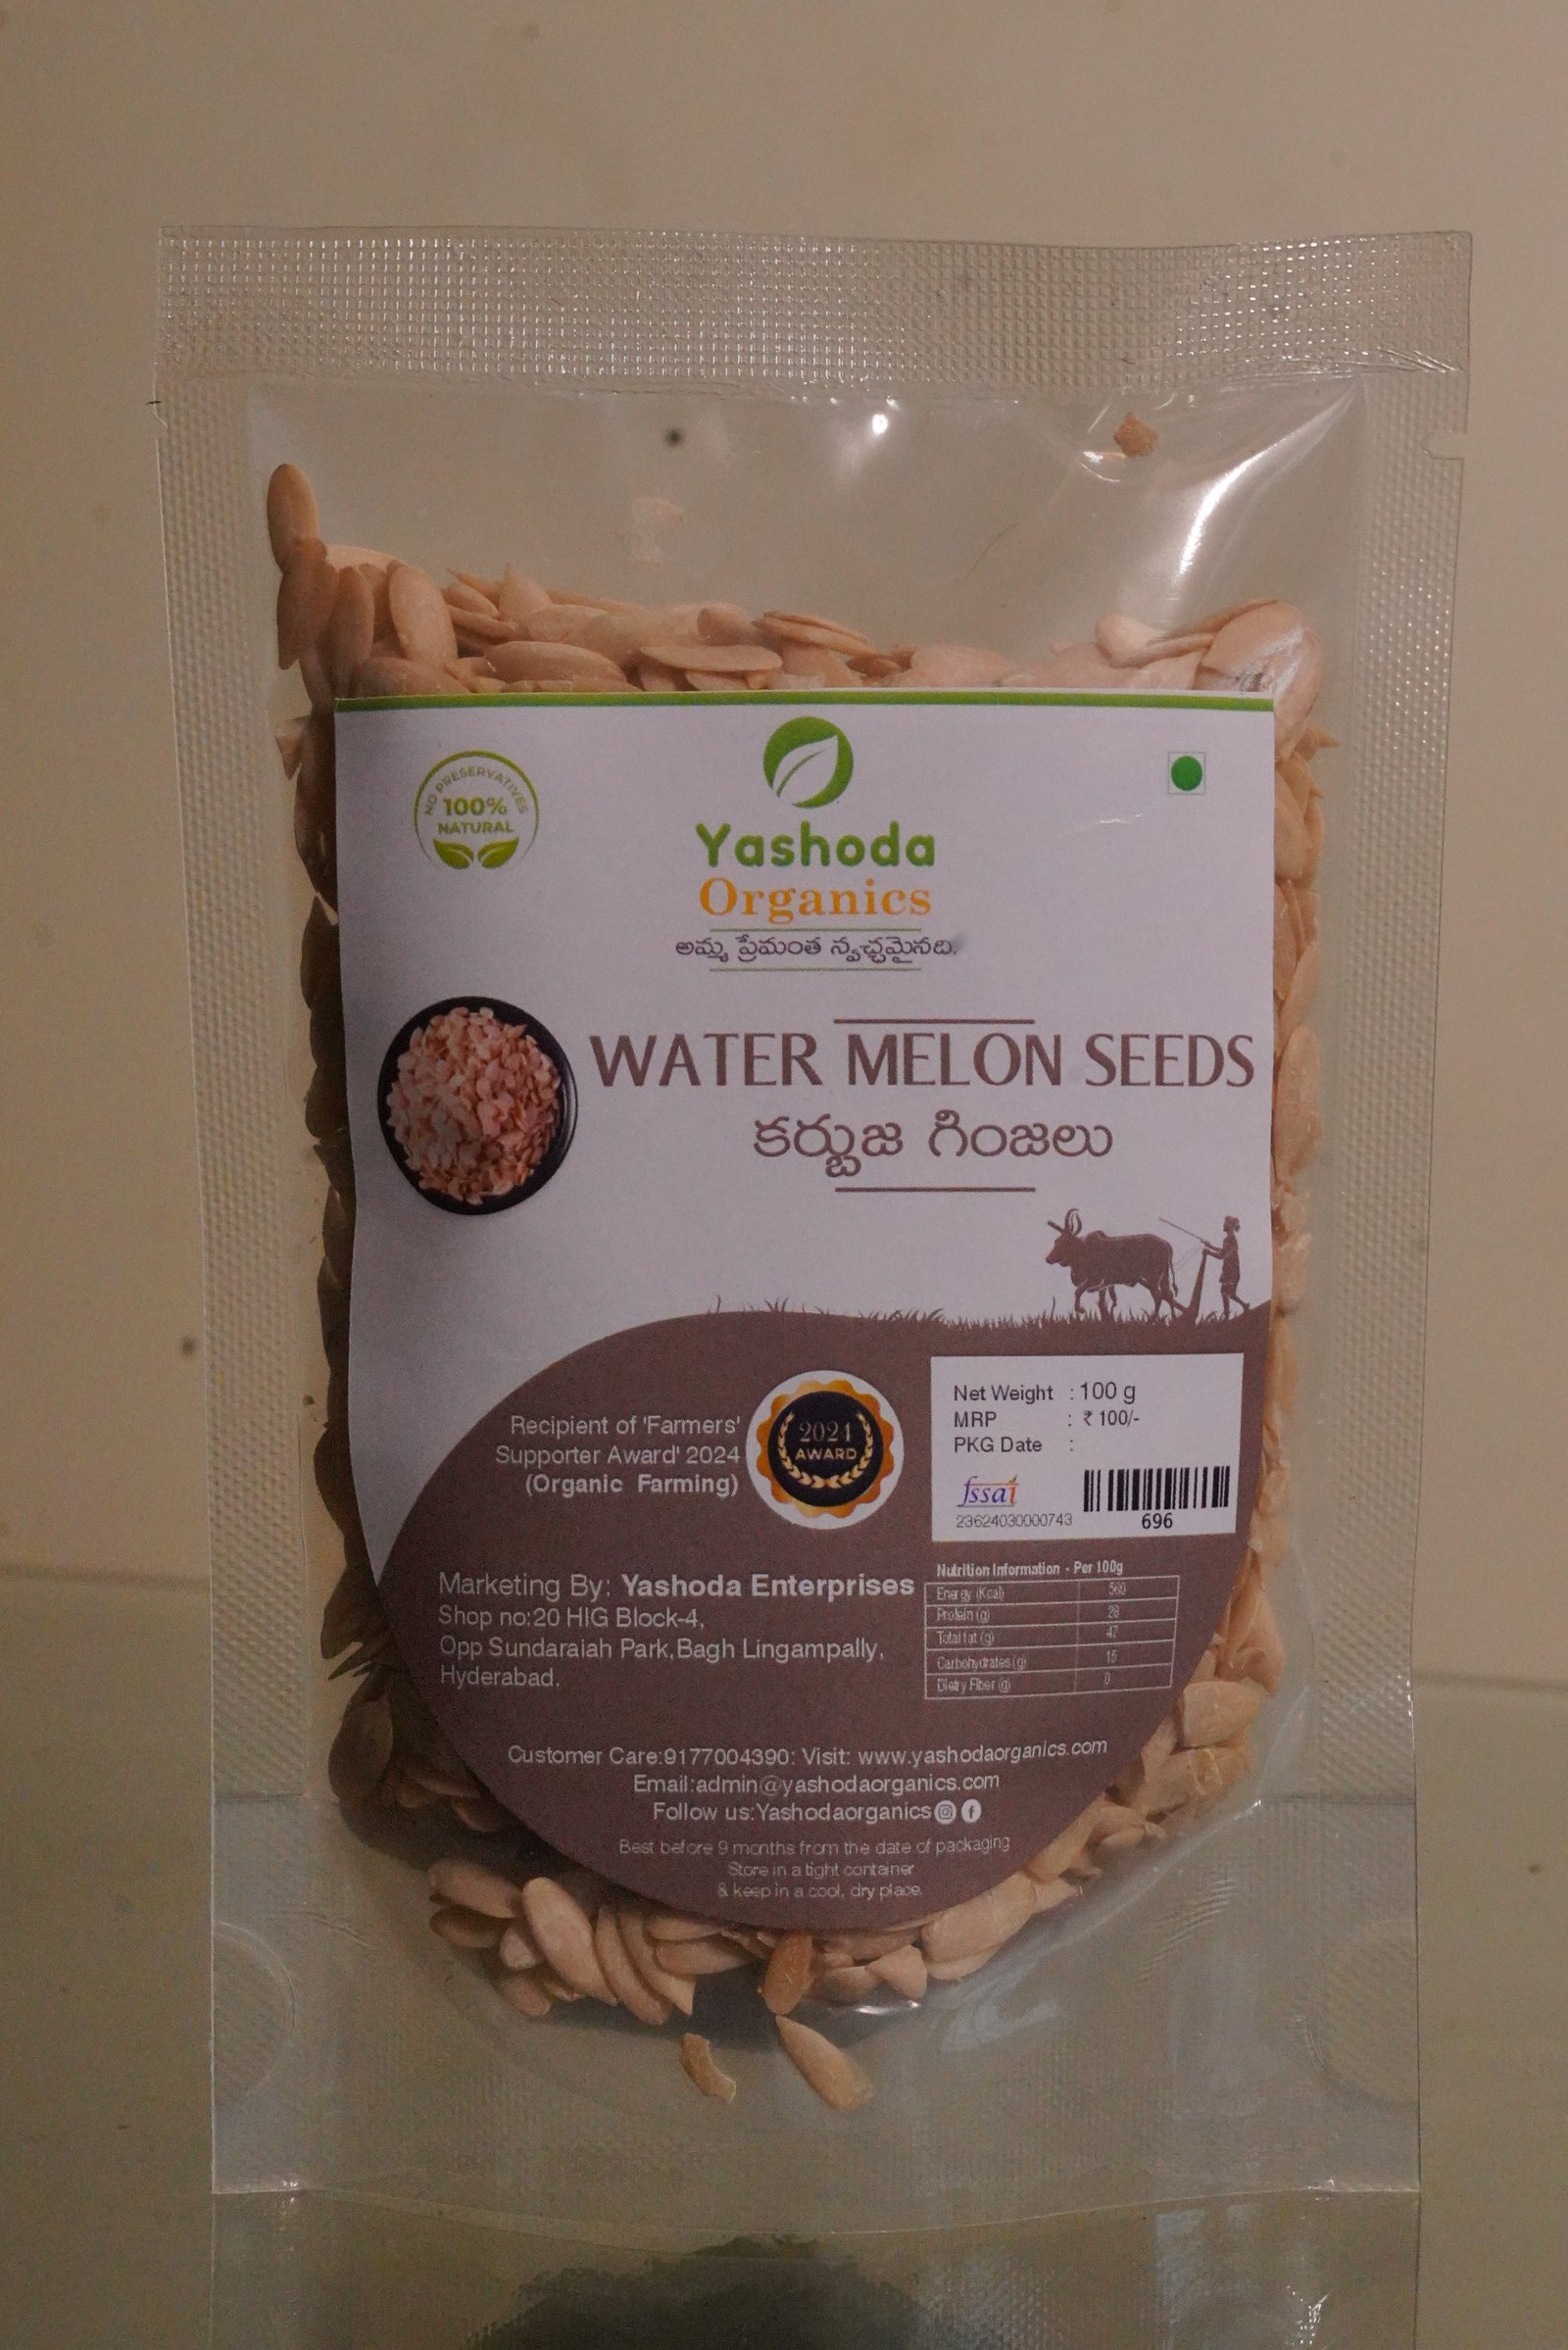 NO PRESERVATIVES
100%
NATURAL
Yashoda
Organics
అమ్మ ప్రేమంత స్వచ్ఛమైనది.
WATER MELON SEEDS
కర్బుజ గింజలు
Recipient of 'Farmers'
Supporter Award' 2024
(Organic Farming)
2024
AWARD
Net Weight : 100 g
MRP : ₹ 100/-
PKG Date :
fssai
23624030000743
696
Marketing By: Yashoda Enterprises
Shop no:20 HIG Block-4,
Opp Sundaraiah Park,Bagh Lingampally,
Hyderabad.
Nutrition Information - Per 100g
Energy (Kcal) 560
Protein (g) 28
Total fat (g) 47
Carbohydrates (g) 15
Dietry Fiber (g)
Customer Care:9177004390: Visit: www.yashodaorganics.com
Email:admin@yashodaorganics.com
Follow us:Yashodaorganics
Best before 9 months from the date of packaging
Store in a tight container
& keep in a cool, dry place.